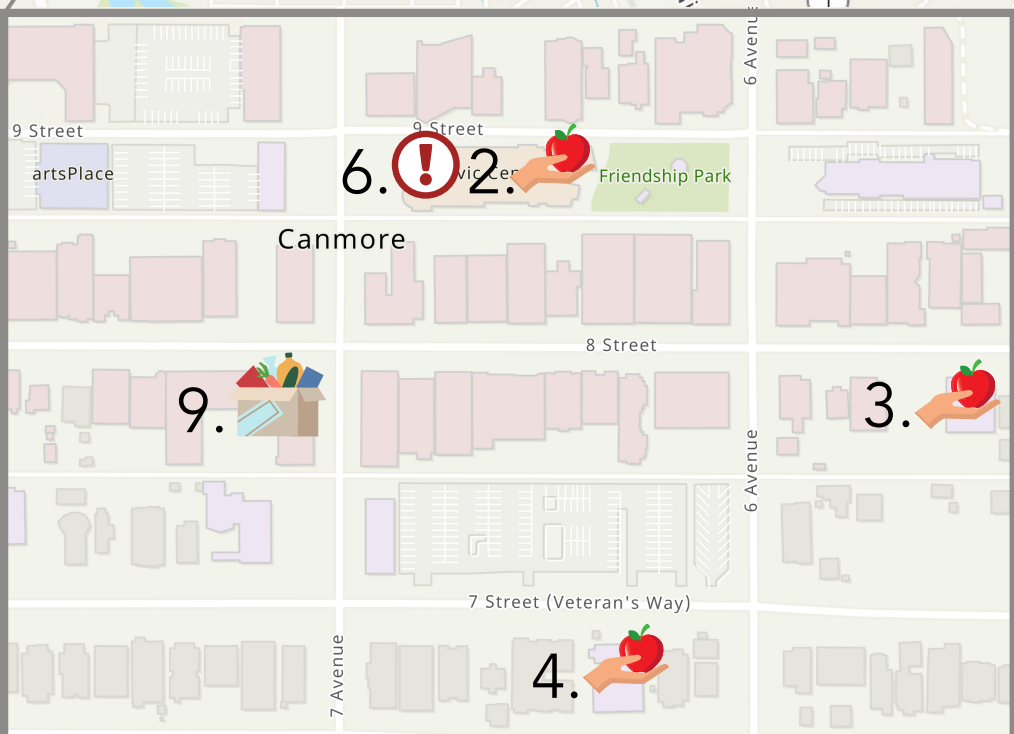 6 Avenue
9 Street
9 Street
artsPlace
6.
!
2.
Friendship Park
Canmore
8 Street
9.
3.
6 Avenue
7 Street (Veteran's Way)
7 Avenue
4.